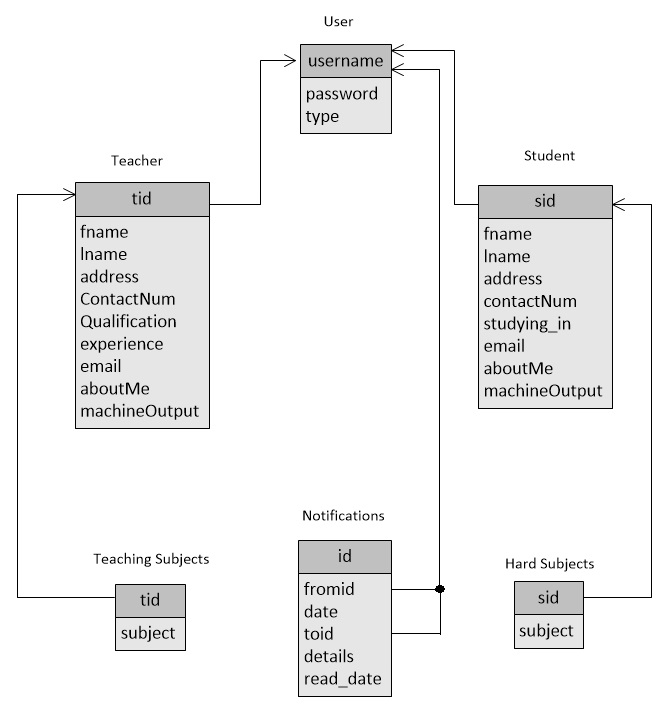 User
username
password
type
Teacher
tid
fname
lname
address
ContactNum
Qualification
experience
email
aboutMe
machineOutput
Student
sid
fname
lname
address
contactNum
studying_in
email
aboutMe
machineOutput
Teaching Subjects
tid
subject
Notifications
id
fromid
date
toid
details
read_date
Hard Subjects
sid
subject